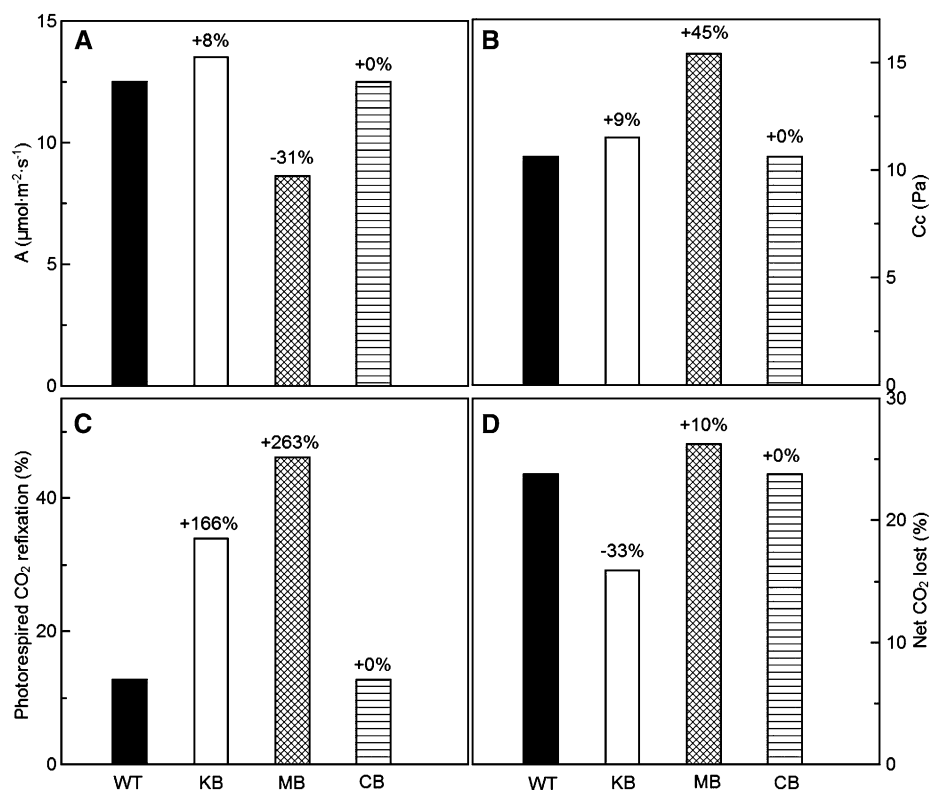 A
15
10
5
0
A (μmol·m⁻²·s⁻¹)
+8%
-31%
+0%
B
+9%
+45%
+0%
15
10
5
0
Cc (Pa)
C
40
20
0
Photorespired CO₂ refixation (%)
+166%
+263%
+0%
WT KB MB CB
D
-33%
+10%
+0%
30
20
10
0
Net CO₂ lost (%)
WT KB MB CB